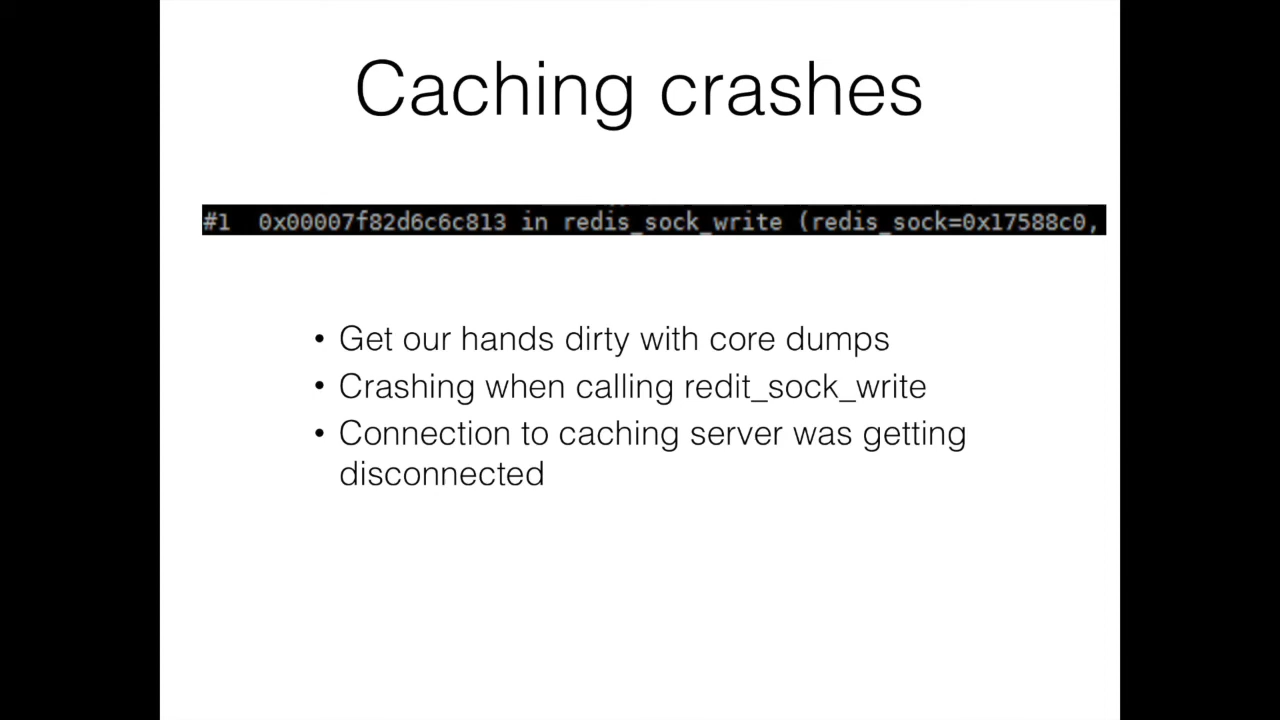 Caching crashes
#1  0x00007f82d6c6c813 in redis_sock_write (redis_sock=0x17588c0,
• Get our hands dirty with core dumps
• Crashing when calling redit_sock_write
• Connection to caching server was getting
disconnected